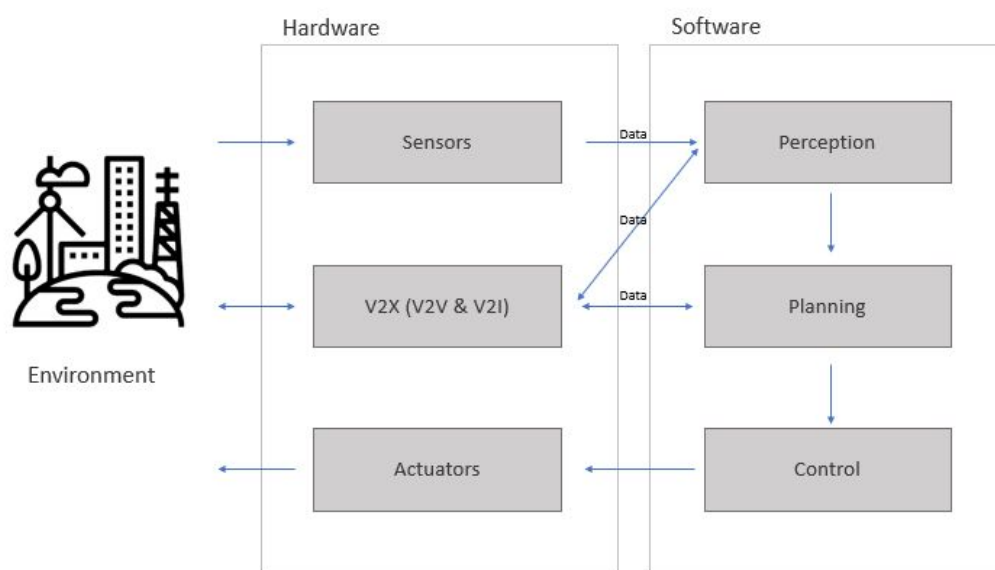 Hardware
Software
Sensors
Data
Perception
Data
V2X (V2V & V2I)
Data
Planning
Environment
Actuators
Control